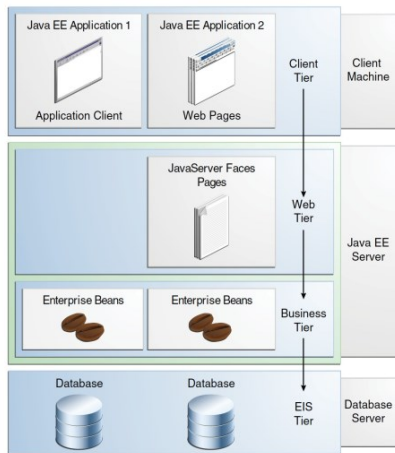 Java EE Application 1
Java EE Application 2
Application Client
Web Pages
Client
Tier
Client
Machine
JavaServer Faces
Pages
Web
Tier
Java EE
Server
Enterprise Beans
Enterprise Beans
Business
Tier
Database
Database
EIS
Tier
Database
Server